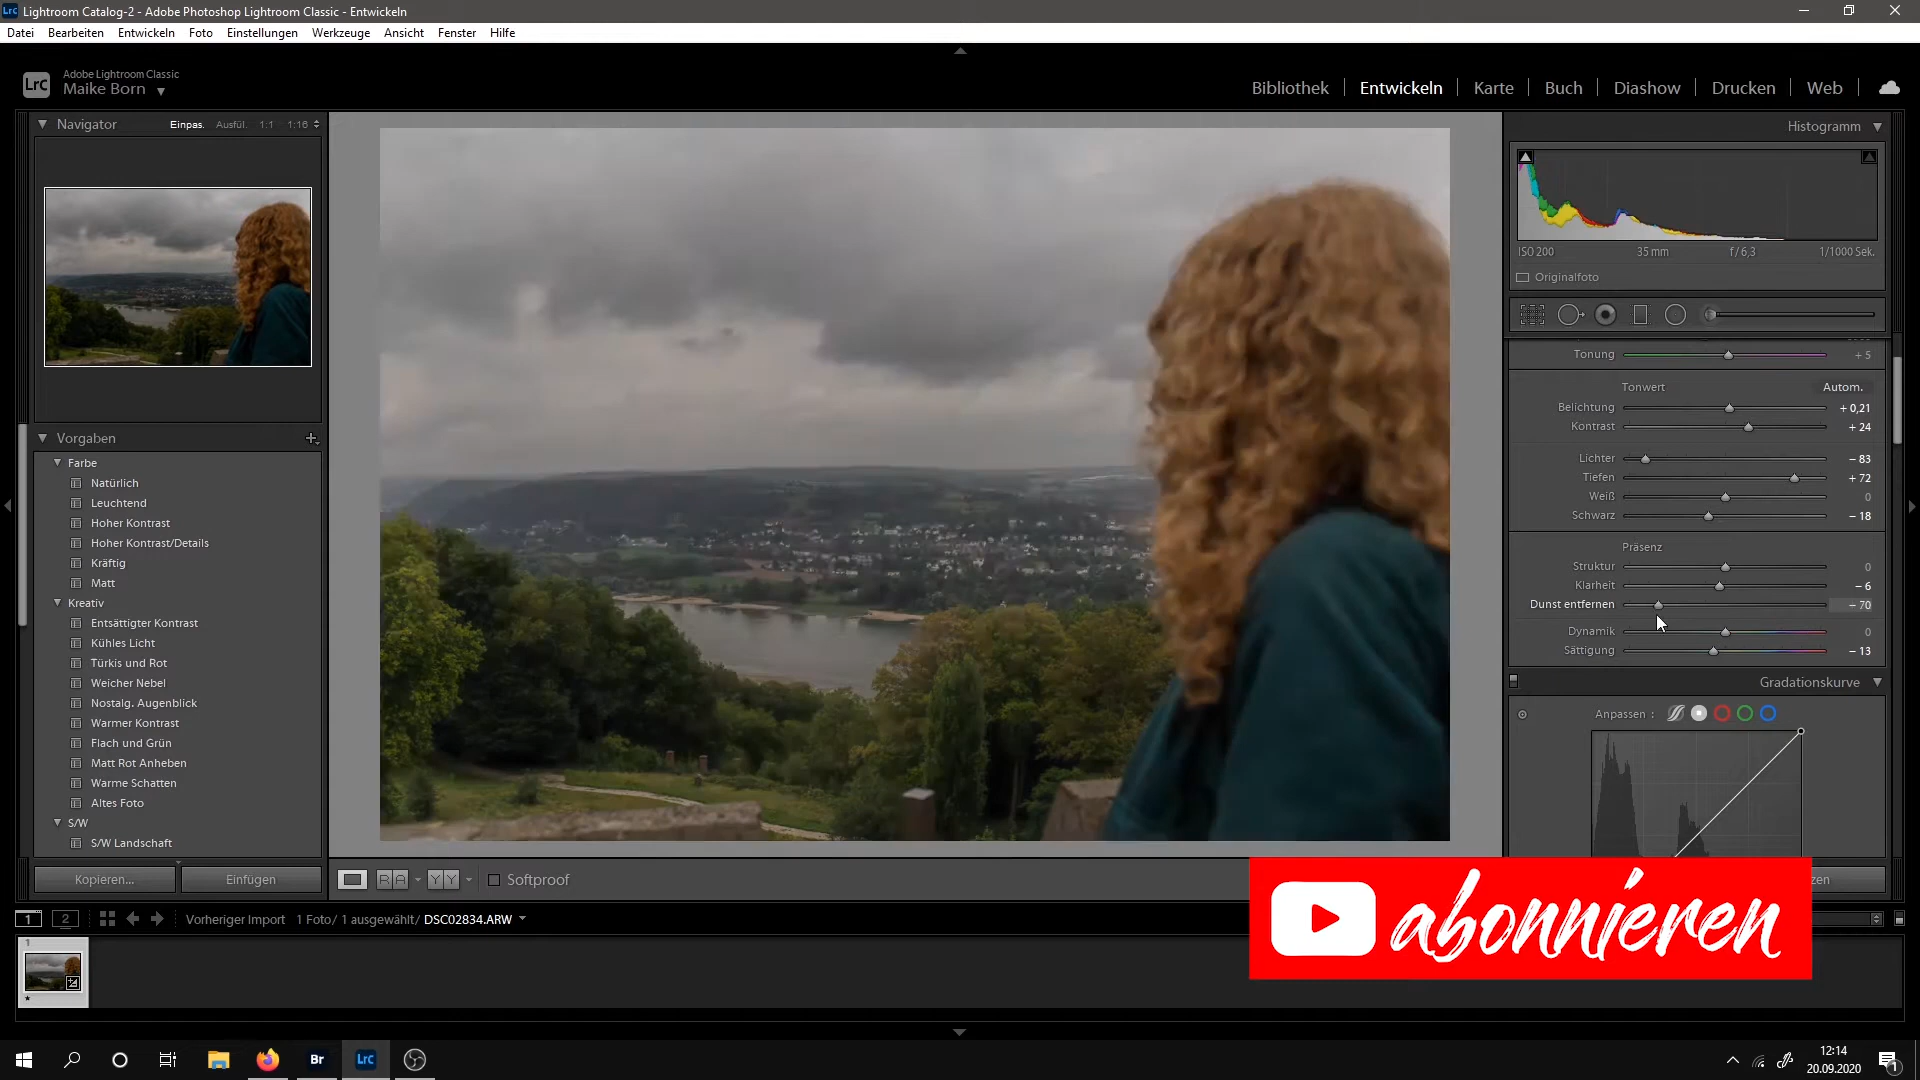 Lightroom Catalog-2 - Adobe Photoshop Lightroom Classic - Entwickeln
Datei Bearbeiten Entwickeln Foto Einstellungen Werkzeuge Ansicht Fenster Hilfe
LrC Adobe Lightroom Classic
Maike Born
Bibliothek Entwickeln Karte Buch Diashow Drucken Web
Navigator Einpas. Ausfül. 1:1 1:16
Vorgaben
Farbe
Natürlich
Leuchtend
Hoher Kontrast
Hoher Kontrast/Details
Kräftig
Matt
Kreativ
Entsättigter Kontrast
Kühles Licht
Türkis und Rot
Weicher Nebel
Nostalg. Augenblick
Warmer Kontrast
Flach und Grün
Matt Rot Anheben
Warme Schatten
Altes Foto
S/W
S/W Landschaft
Kopieren... Einfügen
Softproof
Histogramm
ISO 200 35 mm f / 6,3 1/1000 Sek.
Originalfoto
Tonung + 5
Tonwert Autom.
Belichtung + 0,21
Kontrast + 24
Lichter – 83
Tiefen + 72
Weiß 0
Schwarz – 18
Präsenz
Struktur 0
Klarheit – 6
Dunst entfernen – 70
Dynamik 0
Sättigung – 13
Gradationskurve
Anpassen :
abonnieren
1 2 Vorheriger Import 1 Foto/ 1 ausgewählt/ DSC02834.ARW
1
Br LrC
12:14
20.09.2020
1